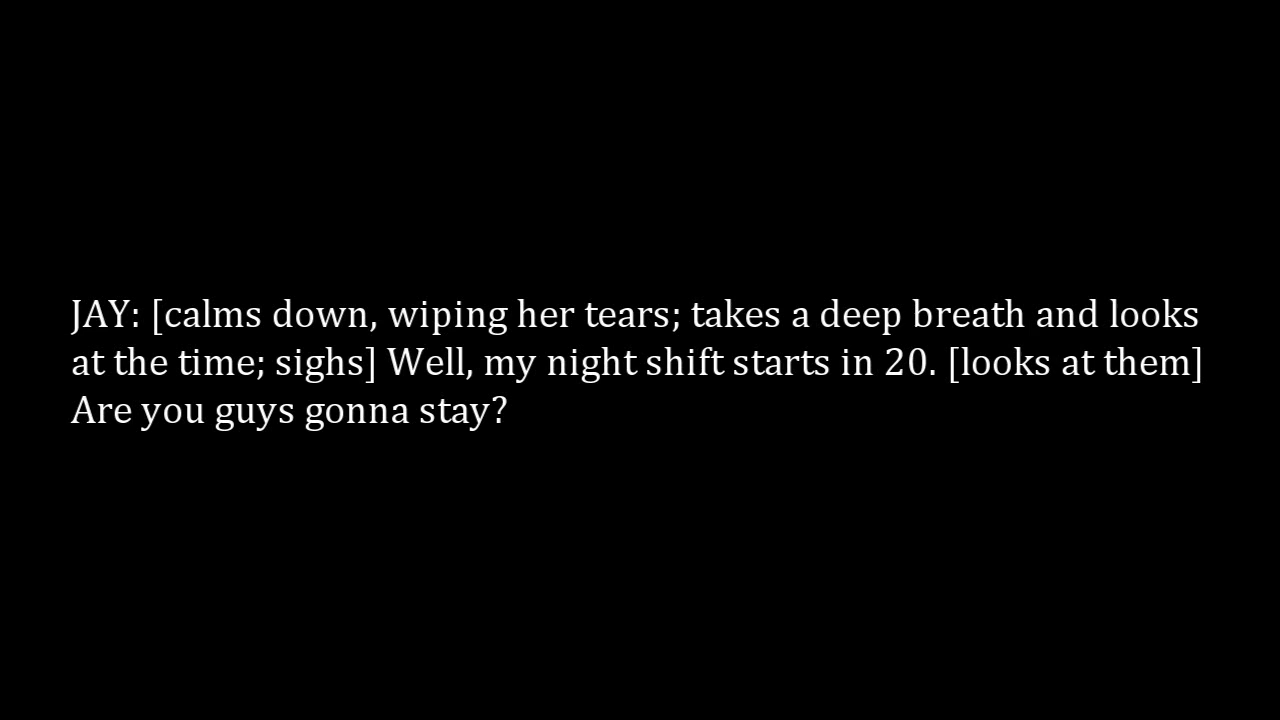 JAY: [calms down, wiping her tears; takes a deep breath and looks
at the time; sighs] Well, my night shift starts in 20. [looks at them]
Are you guys gonna stay?